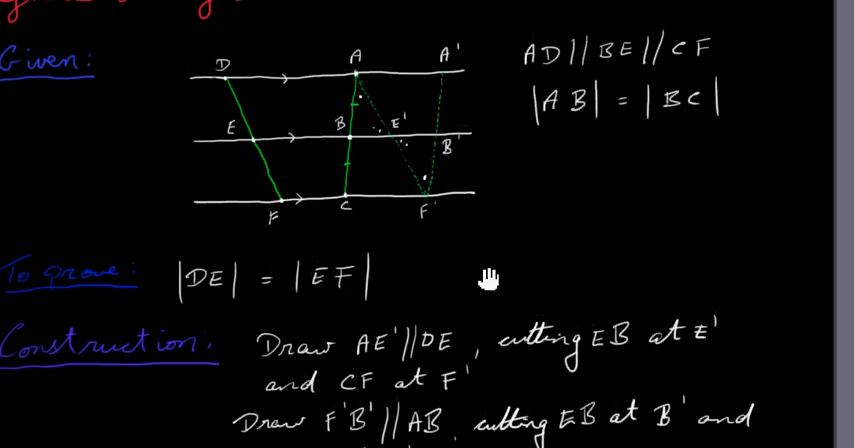 Given:
D A A'
E B E' B'
F C F'
AD//BE//CF
|AB| = |BC|
To prove: |DE| = |EF|
Construction: Draw AE'//DE, cutting EB at E'
and CF at F'
Draw F'B'//AB, cutting EB at B' and